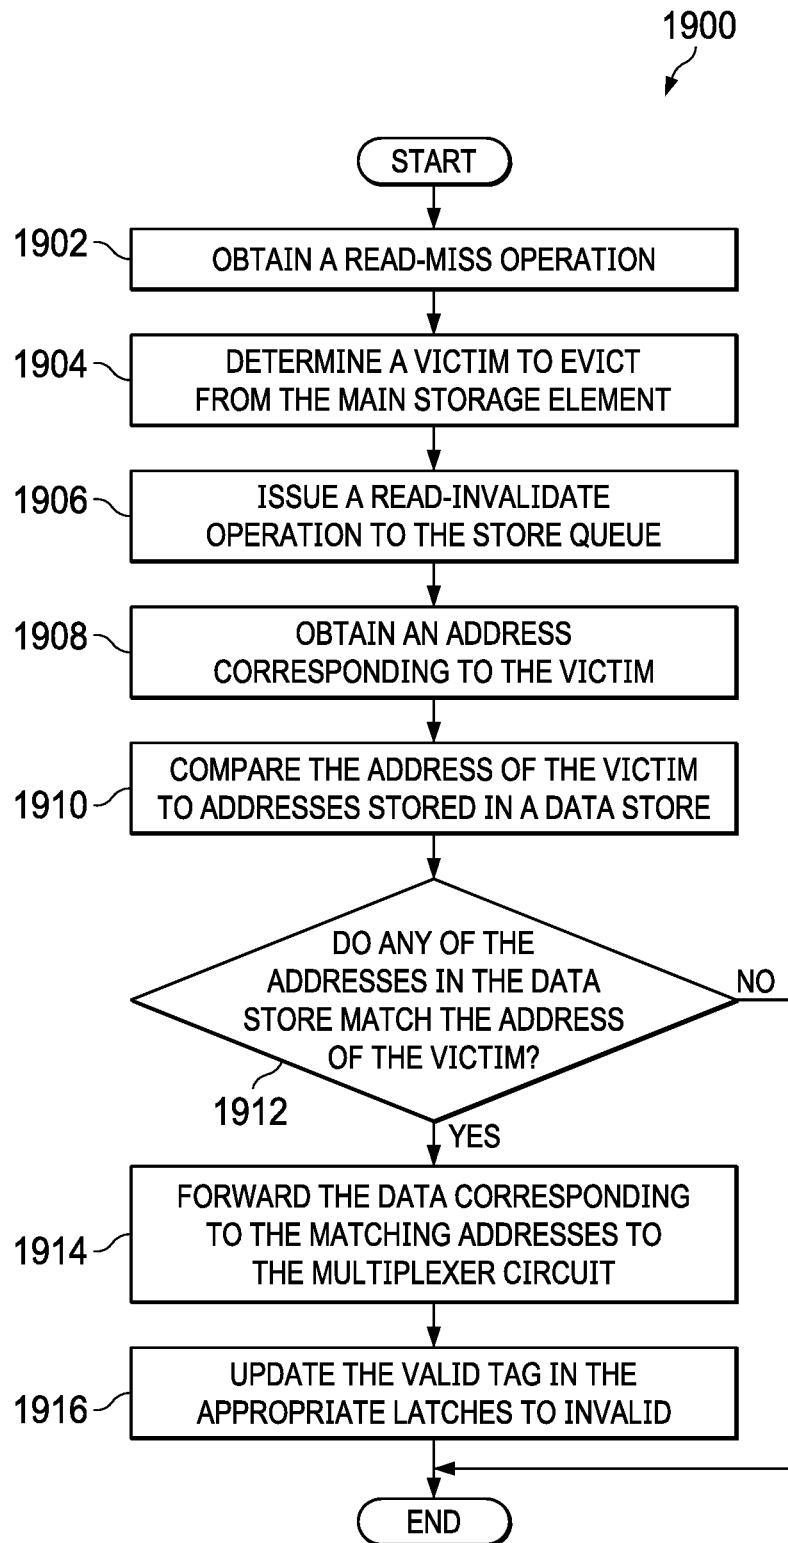 1900
START
1902
OBTAIN A READ-MISS OPERATION
1904
DETERMINE A VICTIM TO EVICT
FROM THE MAIN STORAGE ELEMENT
1906
ISSUE A READ-INVALIDATE
OPERATION TO THE STORE QUEUE
1908
OBTAIN AN ADDRESS
CORRESPONDING TO THE VICTIM
1910
COMPARE THE ADDRESS OF THE VICTIM
TO ADDRESSES STORED IN A DATA STORE
DO ANY OF THE
ADDRESSES IN THE DATA
STORE MATCH THE ADDRESS
OF THE VICTIM?
NO
1912
YES
1914
FORWARD THE DATA CORRESPONDING
TO THE MATCHING ADDRESSES TO
THE MULTIPLEXER CIRCUIT
1916
UPDATE THE VALID TAG IN THE
APPROPRIATE LATCHES TO INVALID
END